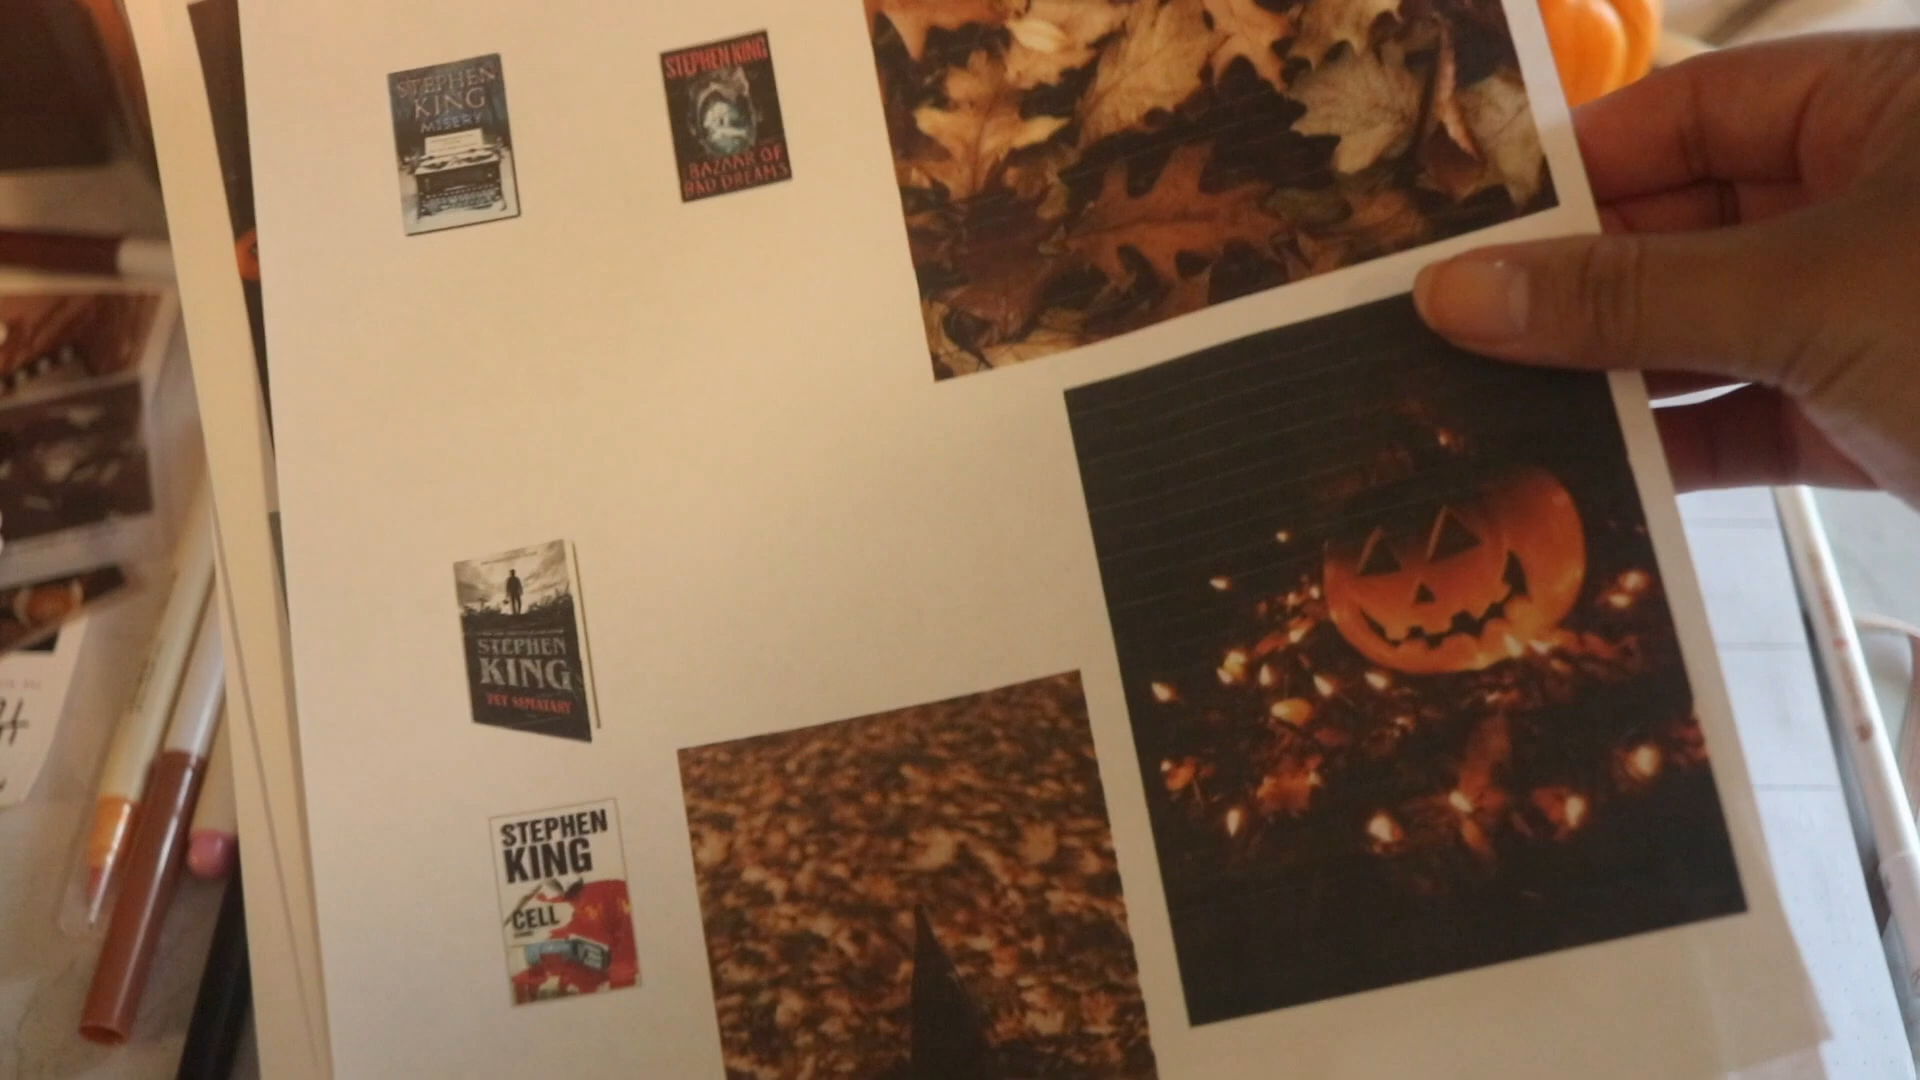 STEPHEN
KING
MISERY
STEPHEN KING
BAZAAR OF
BAD DREAMS
STEPHEN
KING
PET SEMATARY
STEPHEN
KING
CELL